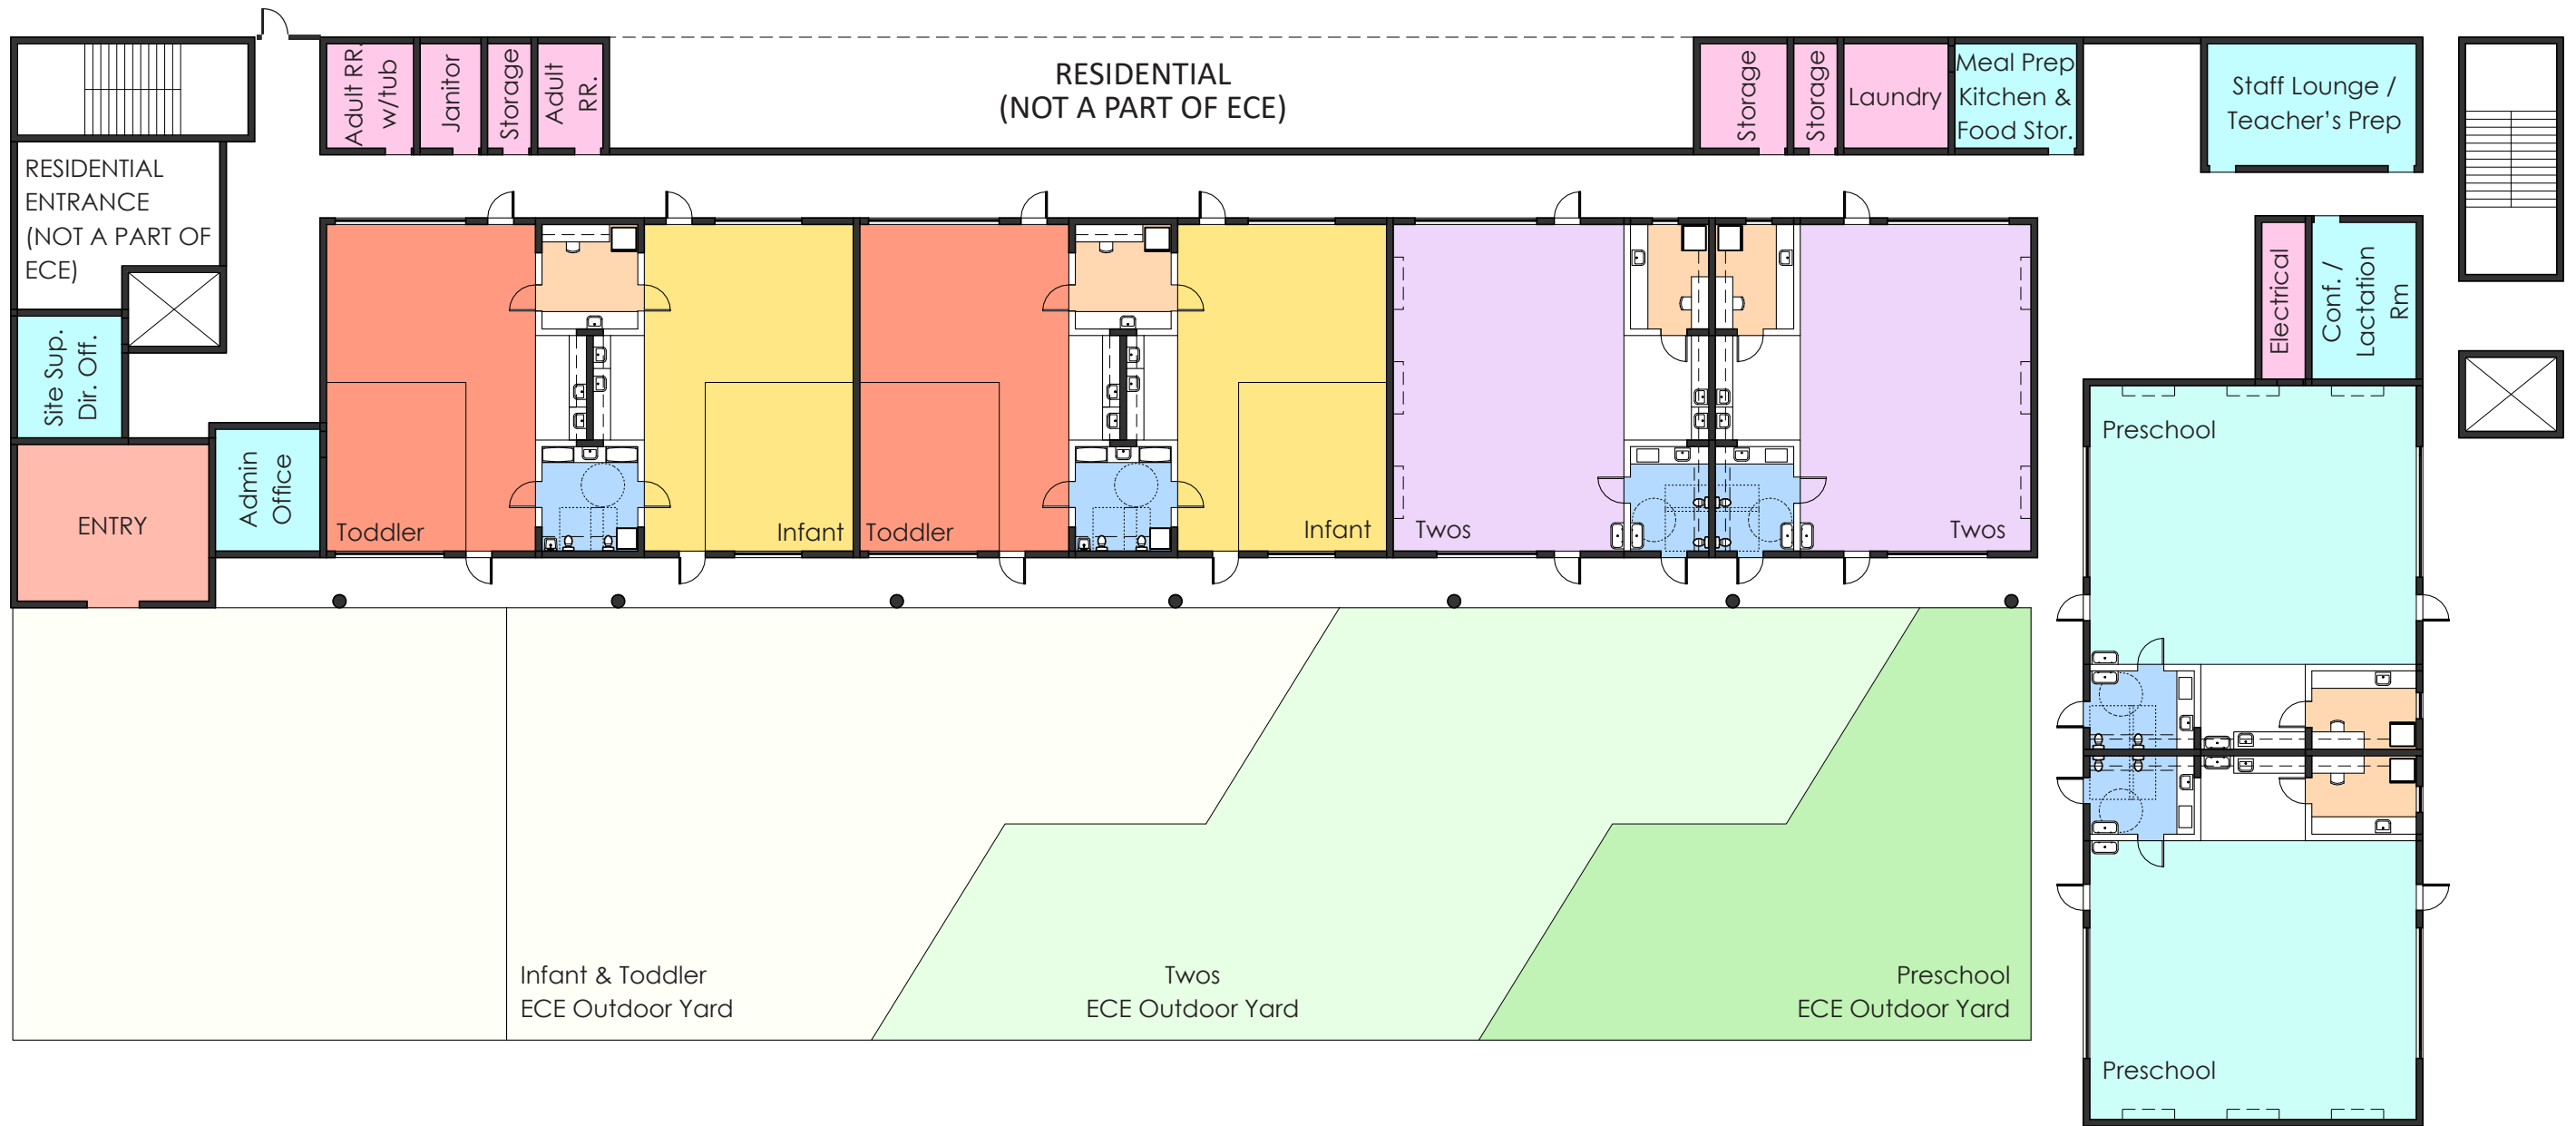 Adult RR.
w/tub
Janitor
Storage
Adult
RR.
RESIDENTIAL
(NOT A PART OF ECE)
Storage
Storage
Laundry
Meal Prep
Kitchen &
Food Stor.
Staff Lounge /
Teacher’s Prep
RESIDENTIAL
ENTRANCE
(NOT A PART OF
ECE)
Site Sup.
Dir. Off.
Admin
Office
ENTRY
Toddler
Infant
Toddler
Infant
Twos
Twos
Electrical
Conf. /
Lactation
Rm
Preschool
Infant & Toddler
ECE Outdoor Yard
Twos
ECE Outdoor Yard
Preschool
ECE Outdoor Yard
Preschool